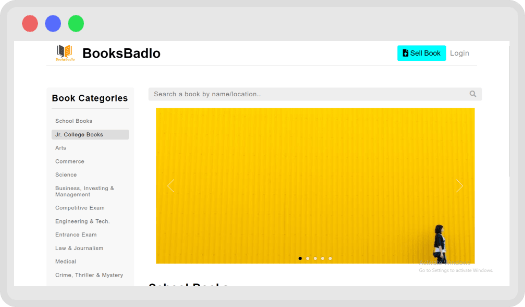 BooksBadlo
Sell Book
Login
Book Categories
Search a book by name/location..
School Books
Jr. College Books
Arts
Commerce
Science
Business, Investing &
Management
Competitive Exam
Engineering & Tech.
Entrance Exam
Law & Journalism
Medical
Crime, Thriller & Mystery
Go to Settings to activate Windows.
School Books